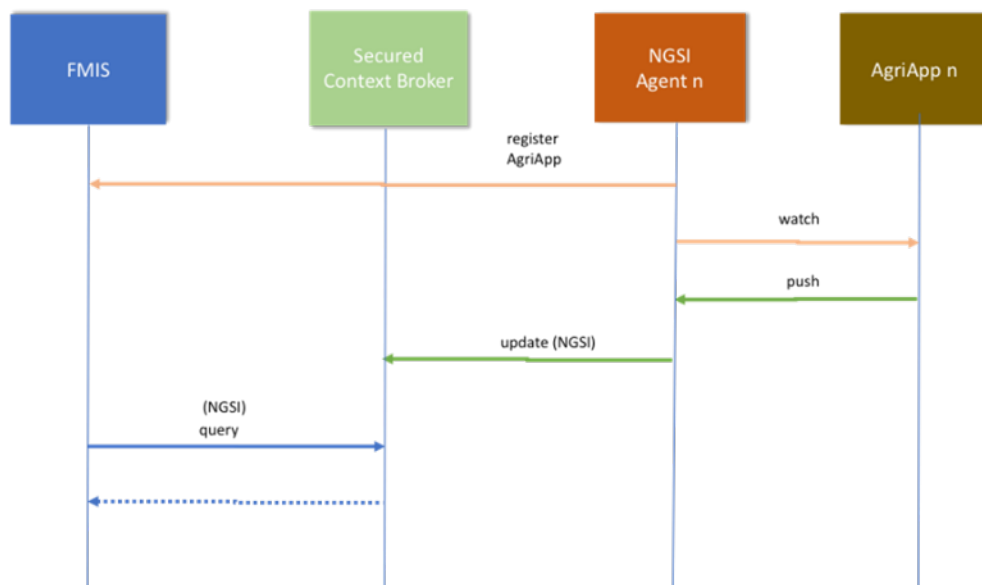 FMIS
Secured
Context Broker
NGSI
Agent n
AgriApp n
register
AgriApp
watch
push
update (NGSI)
(NGSI)
query